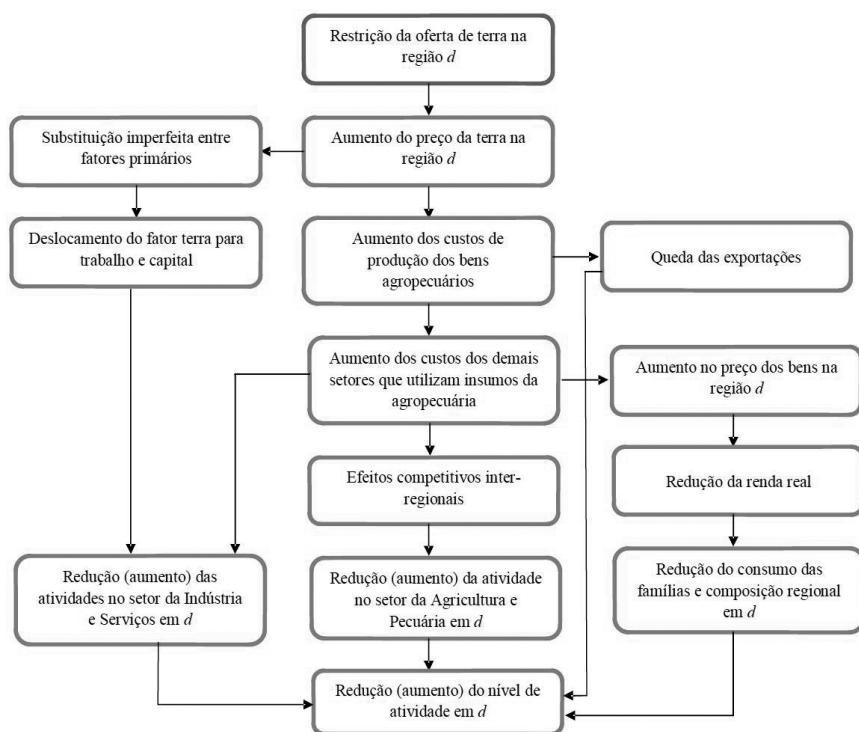 Restrição da oferta de terra na
região d
Substituição imperfeita entre
fatores primários
Aumento do preço da terra na
região d
Deslocamento do fator terra para
trabalho e capital
Aumento dos custos de
produção dos bens
agropecuários
Queda das exportações
Aumento dos custos dos demais
setores que utilizam insumos da
agropecuária
Aumento no preço dos bens na
região d
Efeitos competitivos inter-
regionais
Redução da renda real
Redução (aumento) das
atividades no setor da Indústria
e Serviços em d
Redução (aumento) da atividade
no setor da Agricultura e
Pecuária em d
Redução do consumo das
famílias e composição regional
em d
Redução (aumento) do nível de
atividade em d